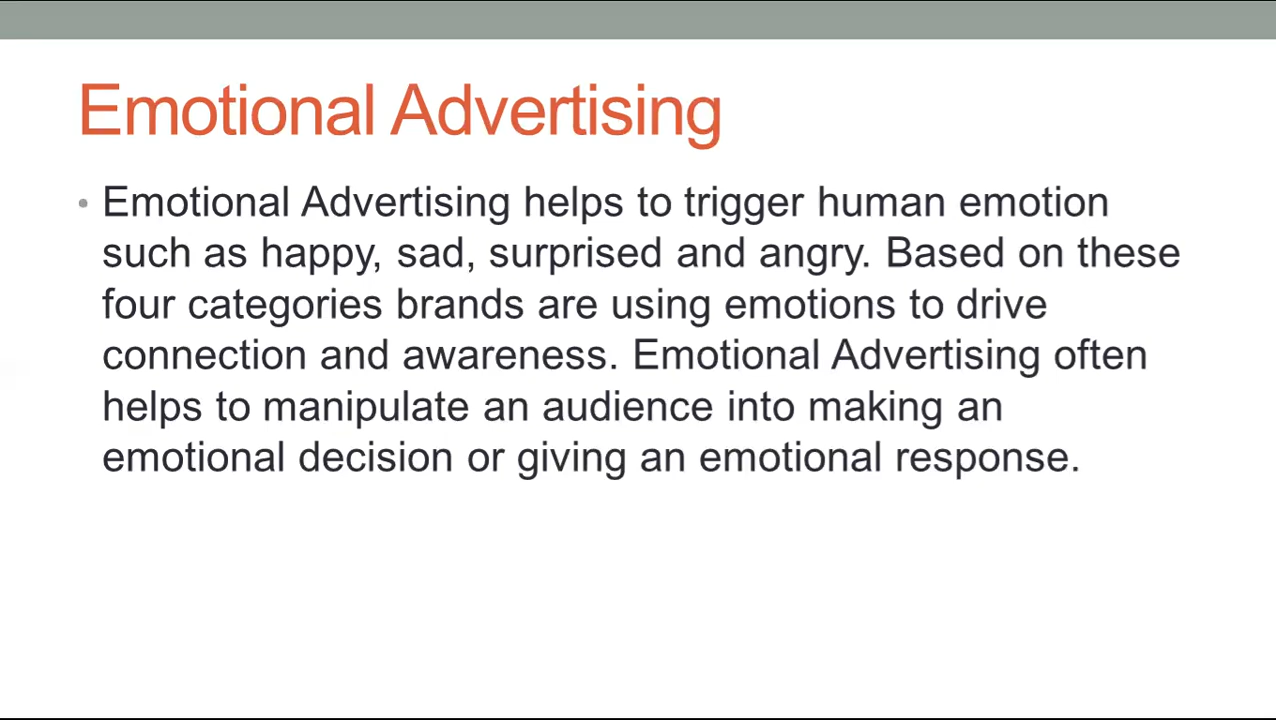 Emotional Advertising
• Emotional Advertising helps to trigger human emotion
such as happy, sad, surprised and angry. Based on these
four categories brands are using emotions to drive
connection and awareness. Emotional Advertising often
helps to manipulate an audience into making an
emotional decision or giving an emotional response.